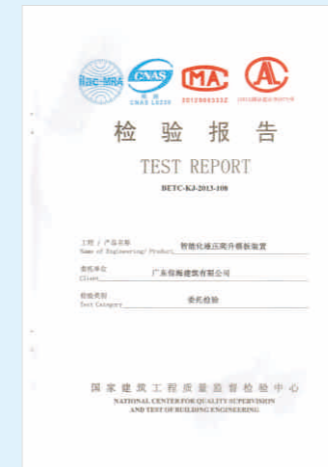 ilac-MRA CNAS MA AL
CNAS L0220
检验报告
TEST REPORT
BETC-KJ-2013-108
工程 / 产品名称 智能化液压爬升模板装置
Name of Engineering/ Product
委托单位 广东信翰建筑有限公司
Client
检验类别 委托检验
Test Category
国家建筑工程质量监督检验中心
NATIONAL CENTER FOR QUALITY SUPERVISION
AND TEST OF BUILDING ENGINEERING